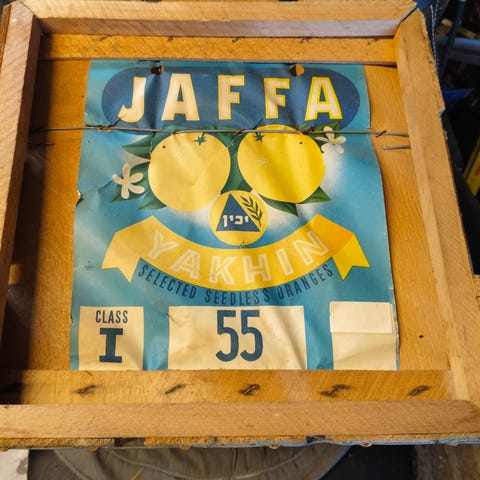 JAFFA
יכין
YAKHIN
SELECTED SEEDLESS ORANGES
CLASS
I
55